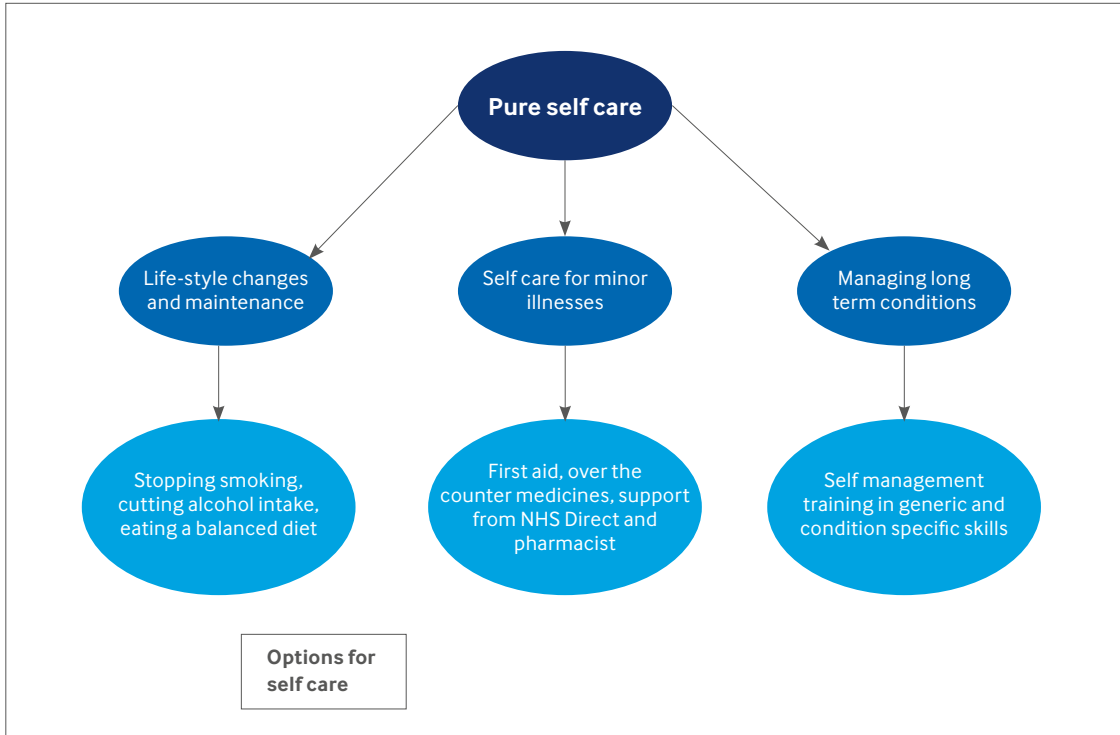 Pure self care
Life-style changes
and maintenance
Self care for minor
illnesses
Managing long
term conditions
Stopping smoking,
cutting alcohol intake,
eating a balanced diet
First aid, over the
counter medicines, support
from NHS Direct and
pharmacist
Self management
training in generic and
condition specific skills
Options for
self care